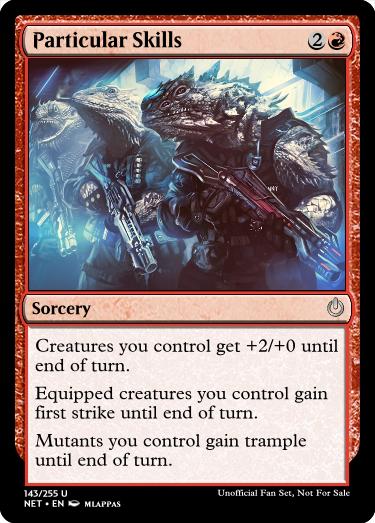 Particular Skills 2
Sorcery
Creatures you control get +2/+0 until
end of turn.
Equipped creatures you control gain
first strike until end of turn.
Mutants you control gain trample
until end of turn.
143/255 U
Unofficial Fan Set, Not For Sale
NET • EN MLAPPAS